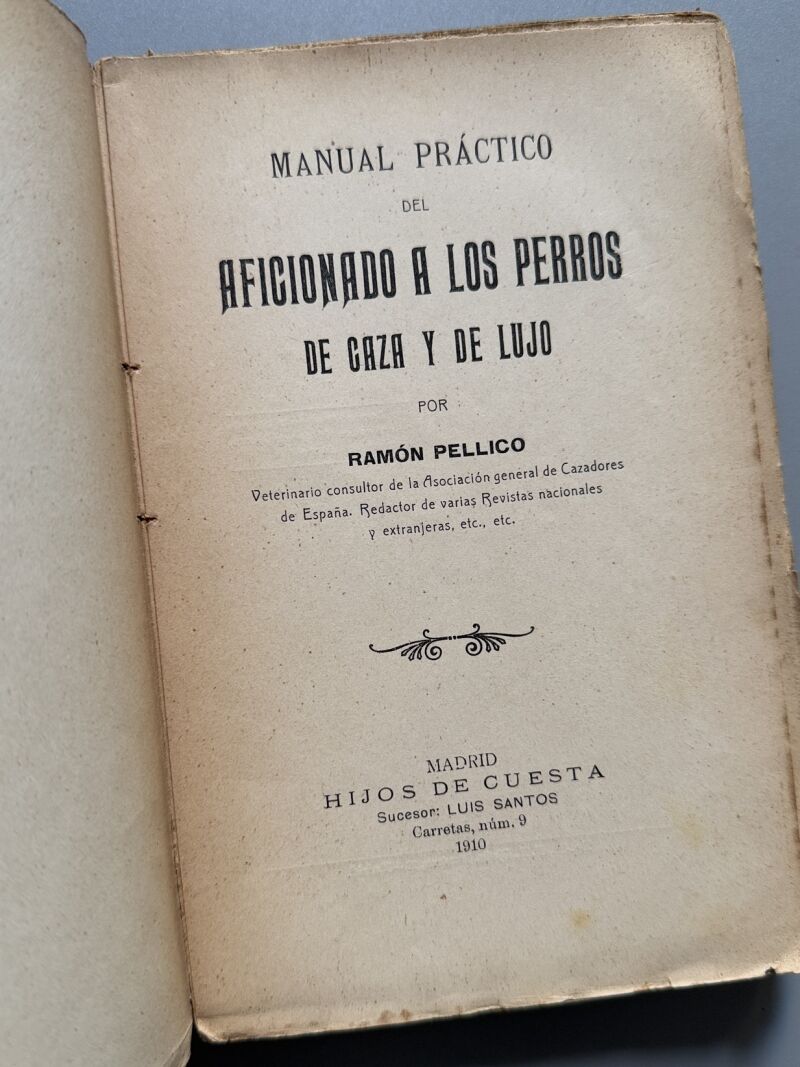 MANUAL PRÁCTICO
DEL
AFICIONADO A LOS PERROS
DE CAZA Y DE LUJO
POR
RAMÓN PELLICO
Veterinario consultor de la Asociación general de Cazadores
de España. Redactor de varias Revistas nacionales
y extranjeras, etc., etc.
MADRID
HIJOS DE CUESTA
Sucesor: LUIS SANTOS
Carretas, núm. 9
1910